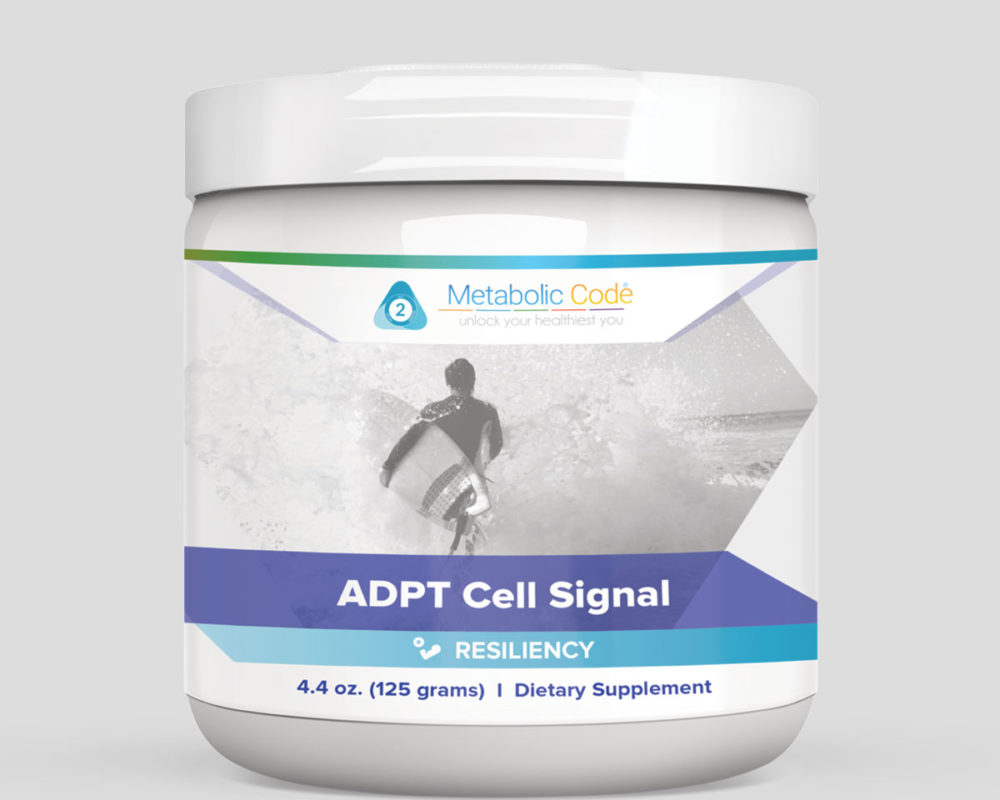 2
Metabolic Code®
unlock your healthiest you
ADPT Cell Signal
RESILIENCY
4.4 oz. (125 grams) I Dietary Supplement